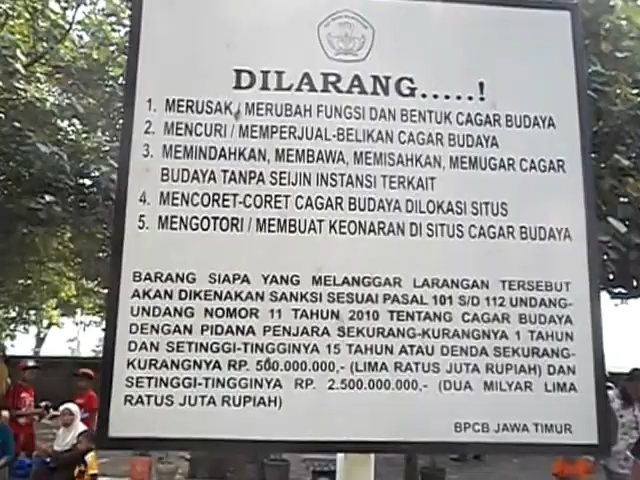 DILARANG.....!
1. MERUSAK / MERUBAH FUNGSI DAN BENTUK CAGAR BUDAYA
2. MENCURI / MEMPERJUAL-BELIKAN CAGAR BUDAYA
3. MEMINDAHKAN, MEMBAWA, MEMISAHKAN, MEMUGAR CAGAR
BUDAYA TANPA SEIJIN INSTANSI TERKAIT
4. MENCORET-CORET CAGAR BUDAYA DILOKASI SITUS
5. MENGOTORI / MEMBUAT KEONARAN DI SITUS CAGAR BUDAYA
BARANG SIAPA YANG MELANGGAR LARANGAN TERSEBUT
AKAN DIKENAKAN SANKSI SESUAI PASAL 101 S/D 112 UNDANG-
UNDANG NOMOR 11 TAHUN 2010 TENTANG CAGAR BUDAYA
DENGAN PIDANA PENJARA SEKURANG-KURANGNYA 1 TAHUN
DAN SETINGGI-TINGGINYA 15 TAHUN ATAU DENDA SEKURANG-
KURANGNYA RP. 500.000.000,- (LIMA RATUS JUTA RUPIAH) DAN
SETINGGI-TINGGINYA RP. 2.500.000.000,- (DUA MILYAR LIMA
RATUS JUTA RUPIAH)
BPCB JAWA TIMUR